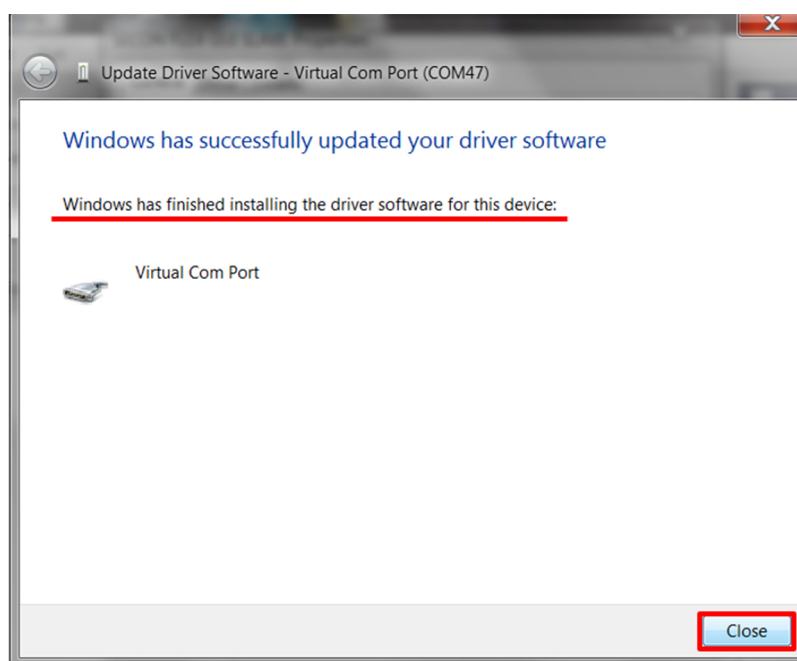 Update Driver Software - Virtual Com Port (COM47)
Windows has successfully updated your driver software
Windows has finished installing the driver software for this device:
Virtual Com Port
Close